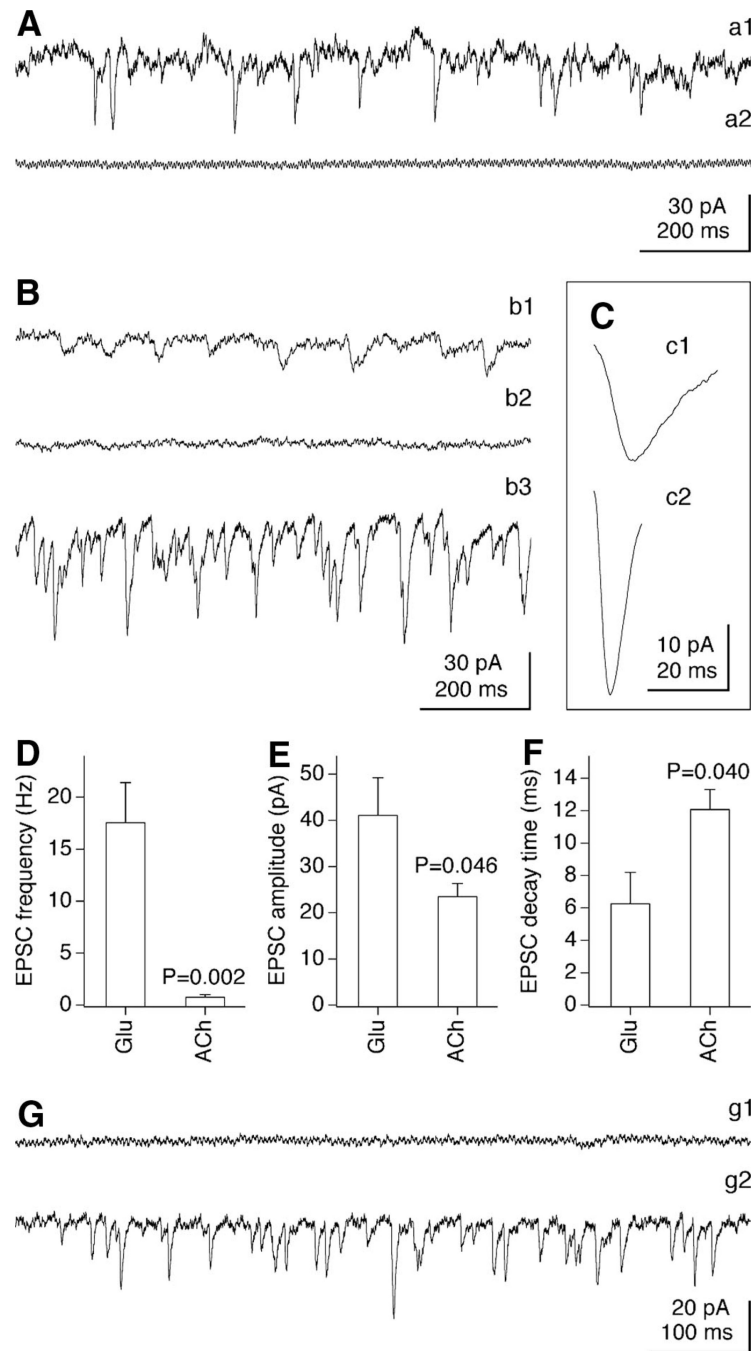 A
a1
a2
30 pA
200 ms
B
b1
b2
b3
30 pA
200 ms
C
c1
c2
10 pA
20 ms
D
EPSC frequency (Hz)
20
15
10
5
0
P=0.002
Glu
ACh
E
EPSC amplitude (pA)
50
40
30
20
10
0
P=0.046
Glu
ACh
F
EPSC decay time (ms)
14
12
10
8
6
4
2
0
P=0.040
Glu
ACh
G
g1
g2
20 pA
100 ms